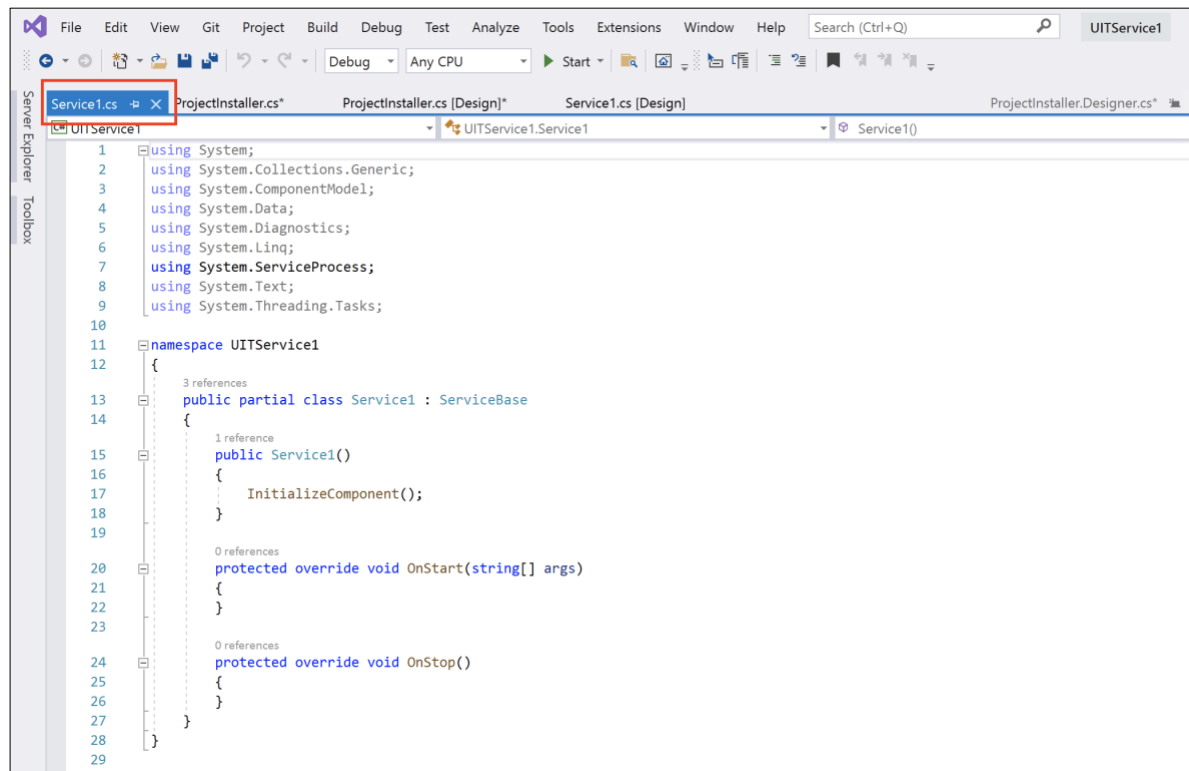 File Edit View Git Project Build Debug Test Analyze Tools Extensions Window Help Search (Ctrl+Q) UITService1
Debug Any CPU Start
Service1.cs ProjectInstaller.cs* ProjectInstaller.cs [Design]* Service1.cs [Design] ProjectInstaller.Designer.cs*
Server Explorer
Toolbox
C# UITService1 UITService1.Service1 Service1()
1 using System;
2 using System.Collections.Generic;
3 using System.ComponentModel;
4 using System.Data;
5 using System.Diagnostics;
6 using System.Linq;
7 using System.ServiceProcess;
8 using System.Text;
9 using System.Threading.Tasks;
10
11 namespace UITService1
12 {
3 references
13 public partial class Service1 : ServiceBase
14 {
1 reference
15 public Service1()
16 {
17 InitializeComponent();
18 }
19
0 references
20 protected override void OnStart(string[] args)
21 {
22 }
23
0 references
24 protected override void OnStop()
25 {
26 }
27 }
28 }
29